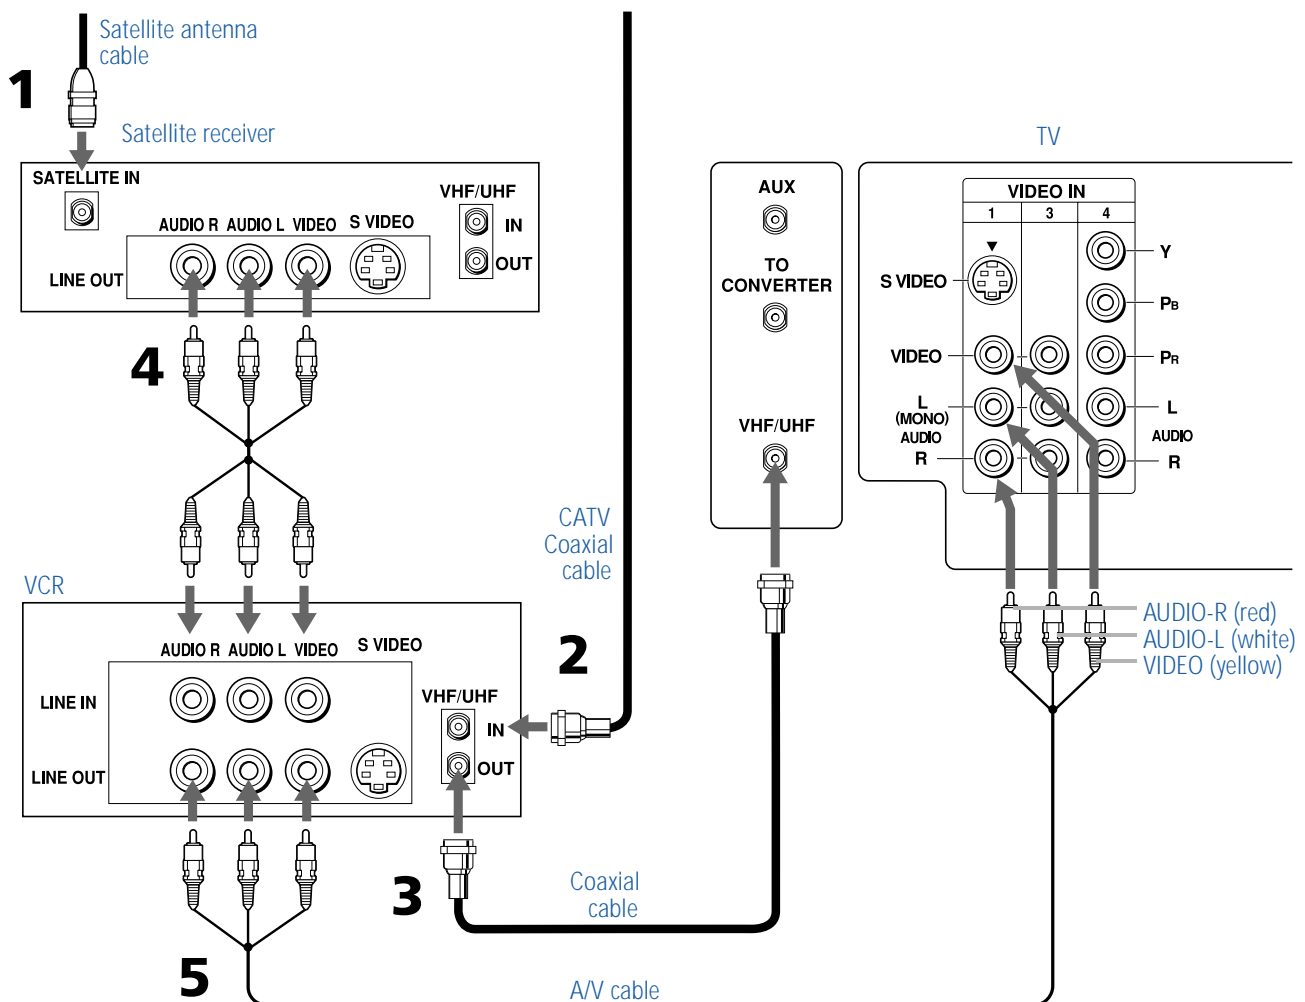 Satellite antenna
cable
1
Satellite receiver
SATELLITE IN
AUDIO R AUDIO L VIDEO S VIDEO
VHF/UHF
IN
OUT
LINE OUT
4
CATV
Coaxial
cable
VCR
AUDIO R AUDIO L VIDEO S VIDEO
LINE IN
LINE OUT
VHF/UHF
IN
OUT
2
3
5
Coaxial
cable
A/V cable
AUX
TO
CONVERTER
VHF/UHF
TV
VIDEO IN
1 3 4
S VIDEO
VIDEO
L
(MONO)
AUDIO
R
Y
PB
PR
L
AUDIO
R
AUDIO-R (red)
AUDIO-L (white)
VIDEO (yellow)